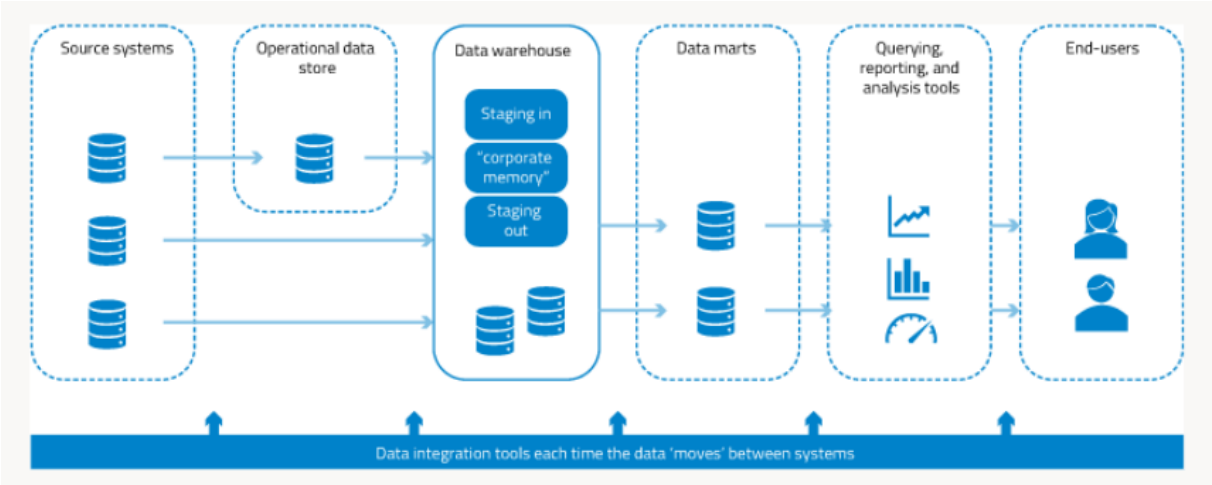 Source systems
Operational data
store
Data warehouse
Staging in
“corporate
memory”
Staging
out
Data marts
Querying,
reporting, and
analysis tools
End-users
Data integration tools each time the data ‘moves’ between systems